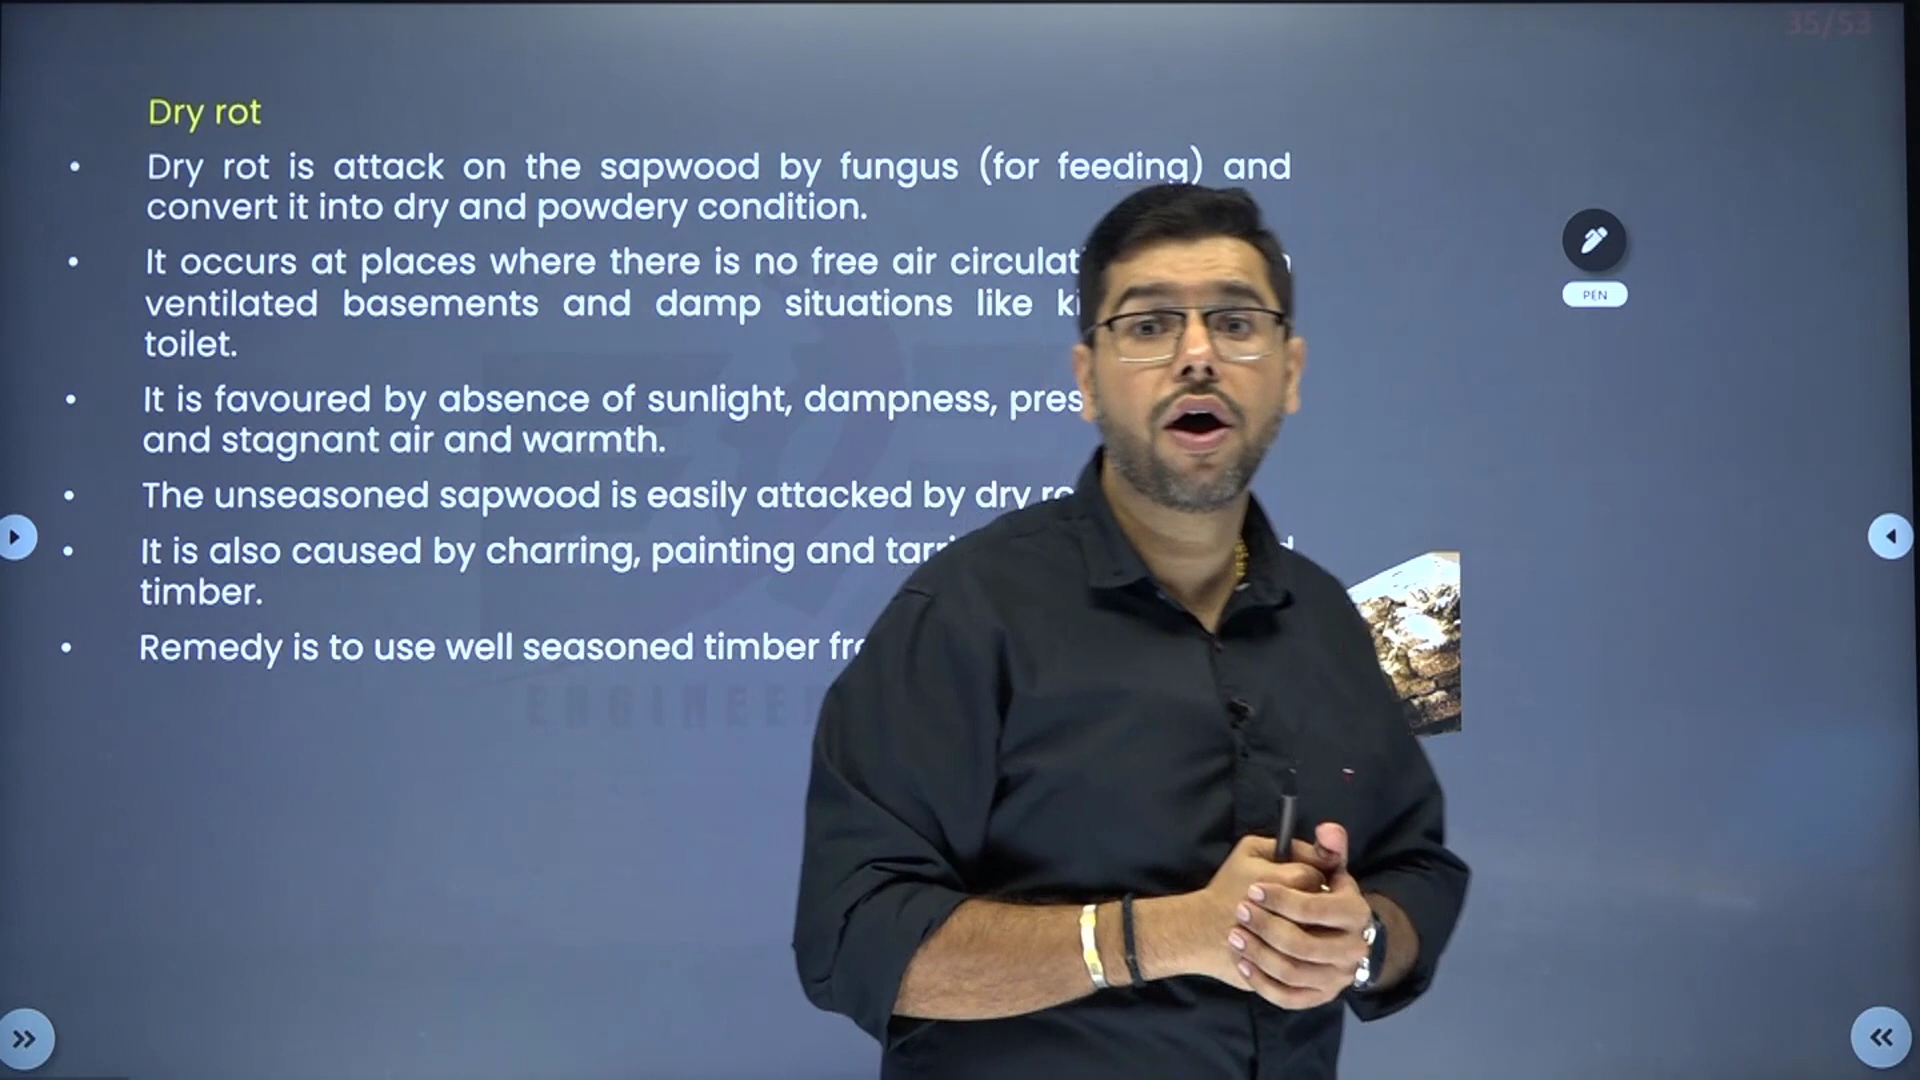 35/53
Dry rot
• Dry rot is attack on the sapwood by fungus (for feeding) and
convert it into dry and powdery condition.
• It occurs at places where there is no free air
ventilated basements and damp situations like
toilet.
• It is favoured by absence of sunlight, dampness,
and stagnant air and warmth.
• The unseasoned sapwood is easily attacked by dry
• It is also caused by charring, painting and
timber.
• Remedy is to use well seasoned timber
PEN